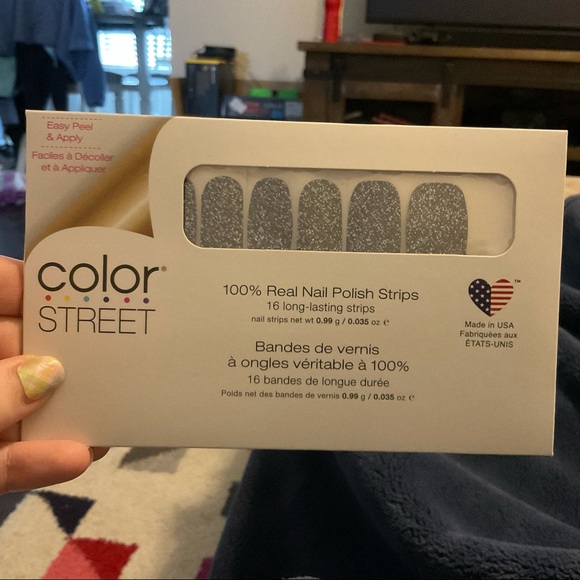 Easy Peel
& Apply
Faciles à Décoller
et à Appliquer
color®
STREET
100% Real Nail Polish Strips
16 long-lasting strips
nail strips net wt 0.99 g / 0.035 oz ℮
Bandes de vernis
à ongles véritable à 100%
16 bandes de longue durée
Poids net des bandes de vernis 0.99 g / 0.035 oz ℮
™
Made in USA
Fabriquées aux
ÉTATS-UNIS